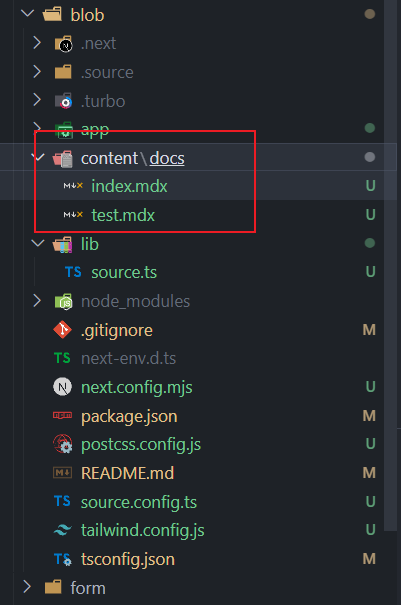 blob
.next
.source
.turbo
app
content\docs
M↓× index.mdx U
M↓× test.mdx U
lib
TS source.ts U
node_modules
.gitignore M
TS next-env.d.ts
N next.config.mjs U
npm package.json M
postcss.config.js U
M↓ README.md M
TS source.config.ts U
tailwind.config.js U
TS tsconfig.json M
form